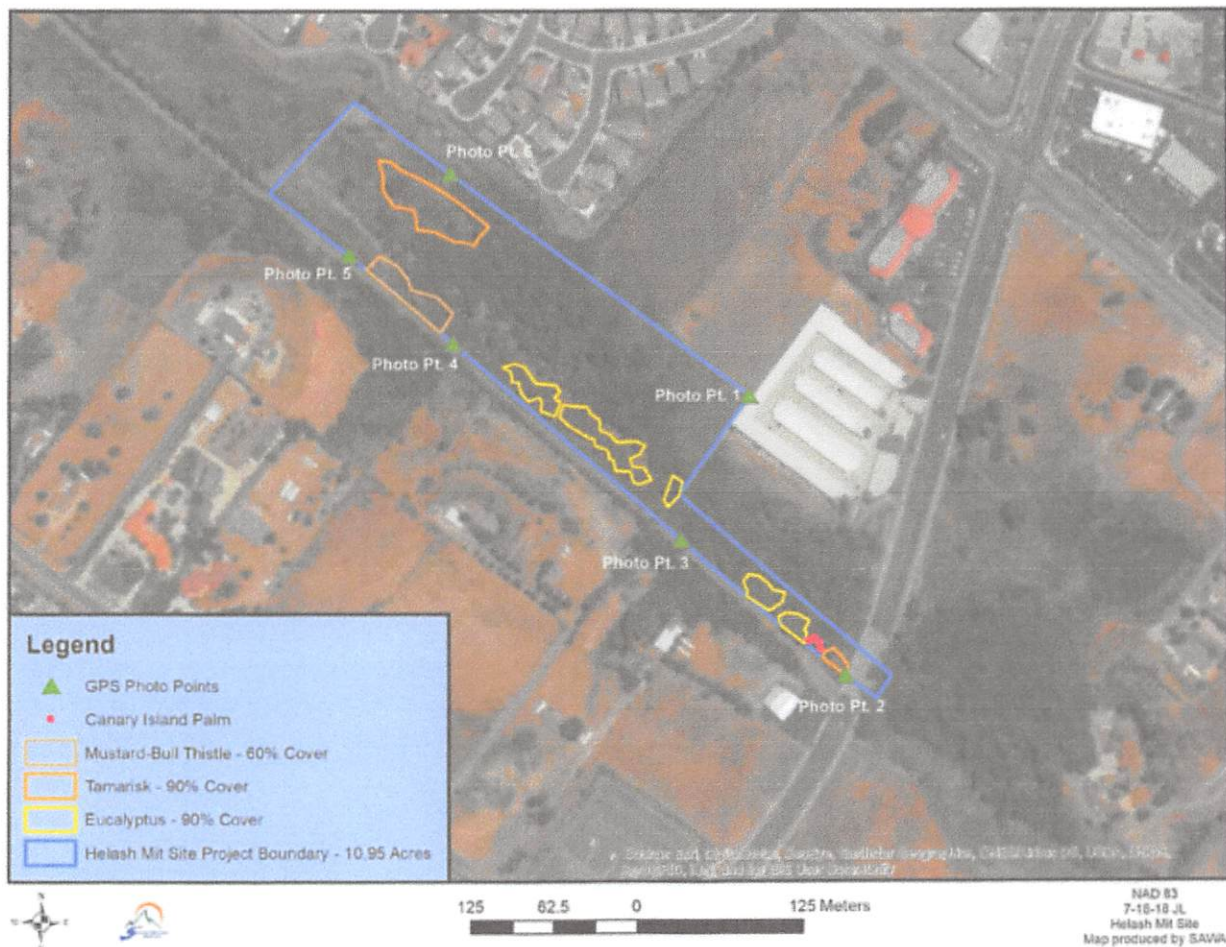 Photo Pt. 6
Photo Pt. 5
Photo Pt. 4
Photo Pt. 1
Photo Pt. 3
Photo Pt. 2
Legend
GPS Photo Points
Canary Island Palm
Mustard-Bull Thistle - 60% Cover
Tamarisk - 90% Cover
Eucalyptus - 90% Cover
Helash Mit Site Project Boundary - 10.95 Acres
N
125 62.5 0 125 Meters
NAD 83
7-16-18 JL
Helash Mit Site
Map produced by SAWA